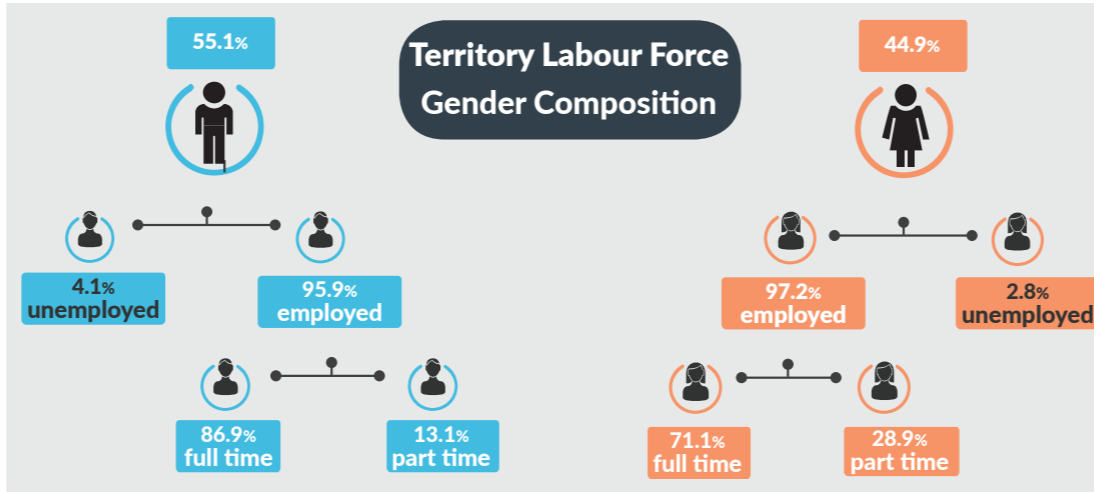 55.1%
Territory Labour Force
Gender Composition
44.9%
4.1%
unemployed
95.9%
employed
97.2%
employed
2.8%
unemployed
86.9%
full time
13.1%
part time
71.1%
full time
28.9%
part time